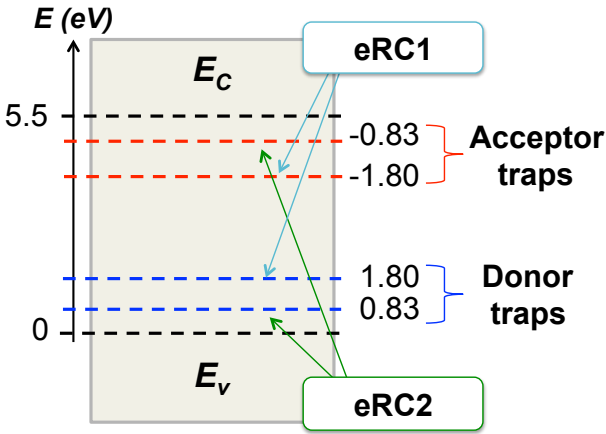 E (eV)
eRC1
E_C
5.5
-0.83
Acceptor
-1.80
traps
1.80
Donor
0.83
traps
0
E_v
eRC2